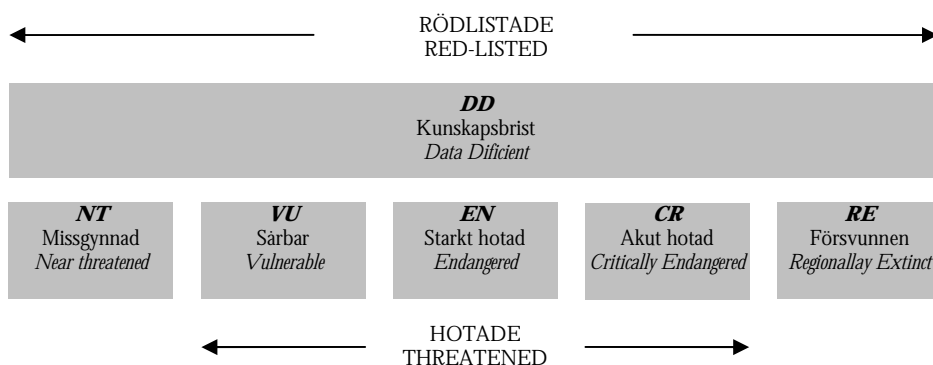 RÖDLISTADE
RED-LISTED
DD
Kunskapsbrist
Data Dificient
NT
Missgynnad
Near threatened
VU
Sårbar
Vulnerable
EN
Starkt hotad
Endangered
CR
Akut hotad
Critically Endangered
RE
Försvunnen
Regionallay Extinct
HOTADE
THREATENED